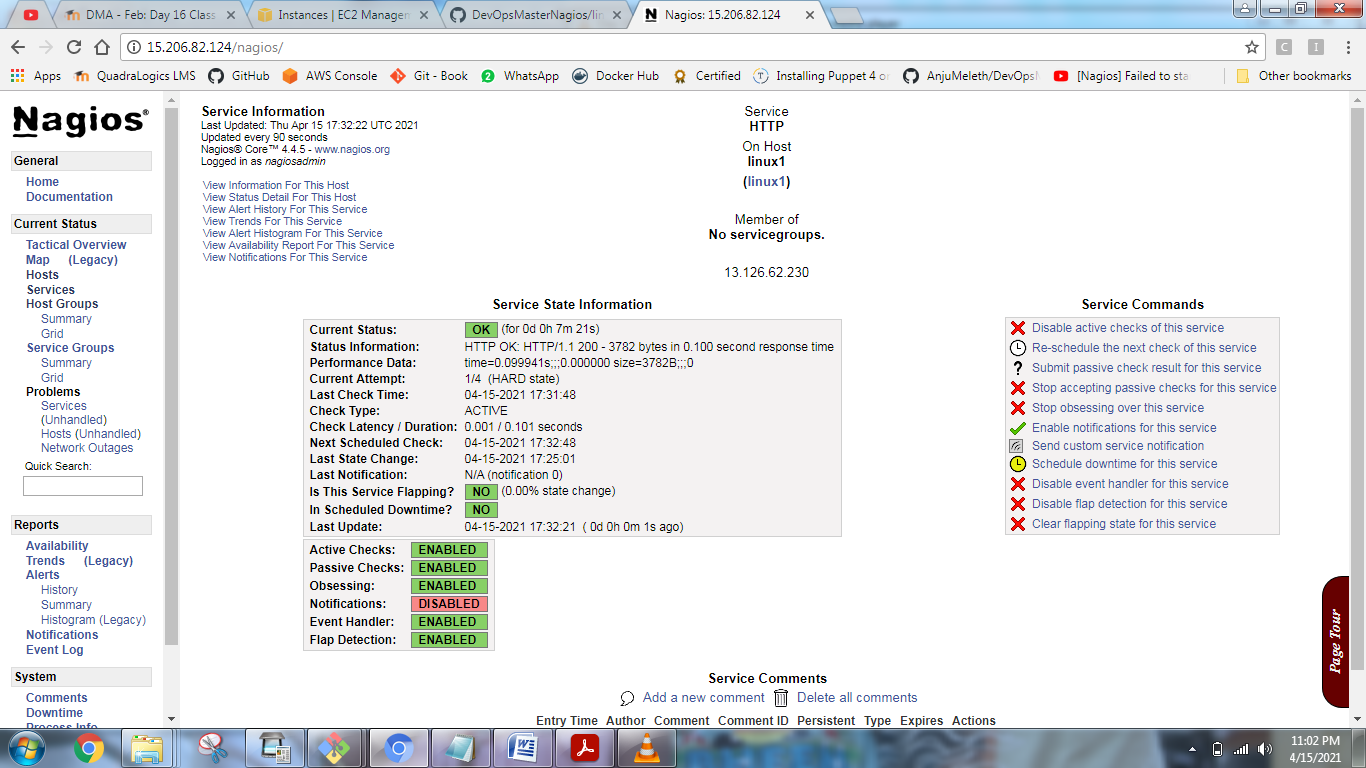 DMA - Feb: Day 16 Class
Instances | EC2 Managem
DevOpsMasterNagios/lin
Nagios: 15.206.82.124
15.206.82.124/nagios/
Apps
QuadraLogics LMS
GitHub
AWS Console
Git - Book
WhatsApp
Docker Hub
Certified
Installing Puppet 4 o
AnjuMeleth/DevOpsM
[Nagios] Failed to sta
Other bookmarks
Nagios®
General
Home
Documentation
Current Status
Tactical Overview
Map (Legacy)
Hosts
Services
Host Groups
Summary
Grid
Service Groups
Summary
Grid
Problems
Services
(Unhandled)
Hosts (Unhandled)
Network Outages
Quick Search:
Reports
Availability
Trends (Legacy)
Alerts
History
Summary
Histogram (Legacy)
Notifications
Event Log
System
Comments
Downtime
Process Info
Service Information
Last Updated: Thu Apr 15 17:32:22 UTC 2021
Updated every 90 seconds
Nagios® Core™ 4.4.5 - www.nagios.org
Logged in as nagiosadmin
View Information For This Host
View Status Detail For This Host
View Alert History For This Service
View Trends For This Service
View Alert Histogram For This Service
View Availability Report For This Service
View Notifications For This Service
Service
HTTP
On Host
linux1
(linux1)
Member of
No servicegroups.
13.126.62.230
Service State Information
Current Status: OK (for 0d 0h 7m 21s)
Status Information: HTTP OK: HTTP/1.1 200 - 3782 bytes in 0.100 second response time
Performance Data: time=0.099941s;;;0.000000 size=3782B;;;0
Current Attempt: 1/4 (HARD state)
Last Check Time: 04-15-2021 17:31:48
Check Type: ACTIVE
Check Latency / Duration: 0.001 / 0.101 seconds
Next Scheduled Check: 04-15-2021 17:32:48
Last State Change: 04-15-2021 17:25:01
Last Notification: N/A (notification 0)
Is This Service Flapping? NO (0.00% state change)
In Scheduled Downtime? NO
Last Update: 04-15-2021 17:32:21 ( 0d 0h 0m 1s ago)
Active Checks: ENABLED
Passive Checks: ENABLED
Obsessing: ENABLED
Notifications: DISABLED
Event Handler: ENABLED
Flap Detection: ENABLED
Service Commands
Disable active checks of this service
Re-schedule the next check of this service
Submit passive check result for this service
Stop accepting passive checks for this service
Stop obsessing over this service
Enable notifications for this service
Send custom service notification
Schedule downtime for this service
Disable event handler for this service
Disable flap detection for this service
Clear flapping state for this service
Page Tour
Service Comments
Add a new comment Delete all comments
Entry Time Author Comment Comment ID Persistent Type Expires Actions
11:02 PM
4/15/2021